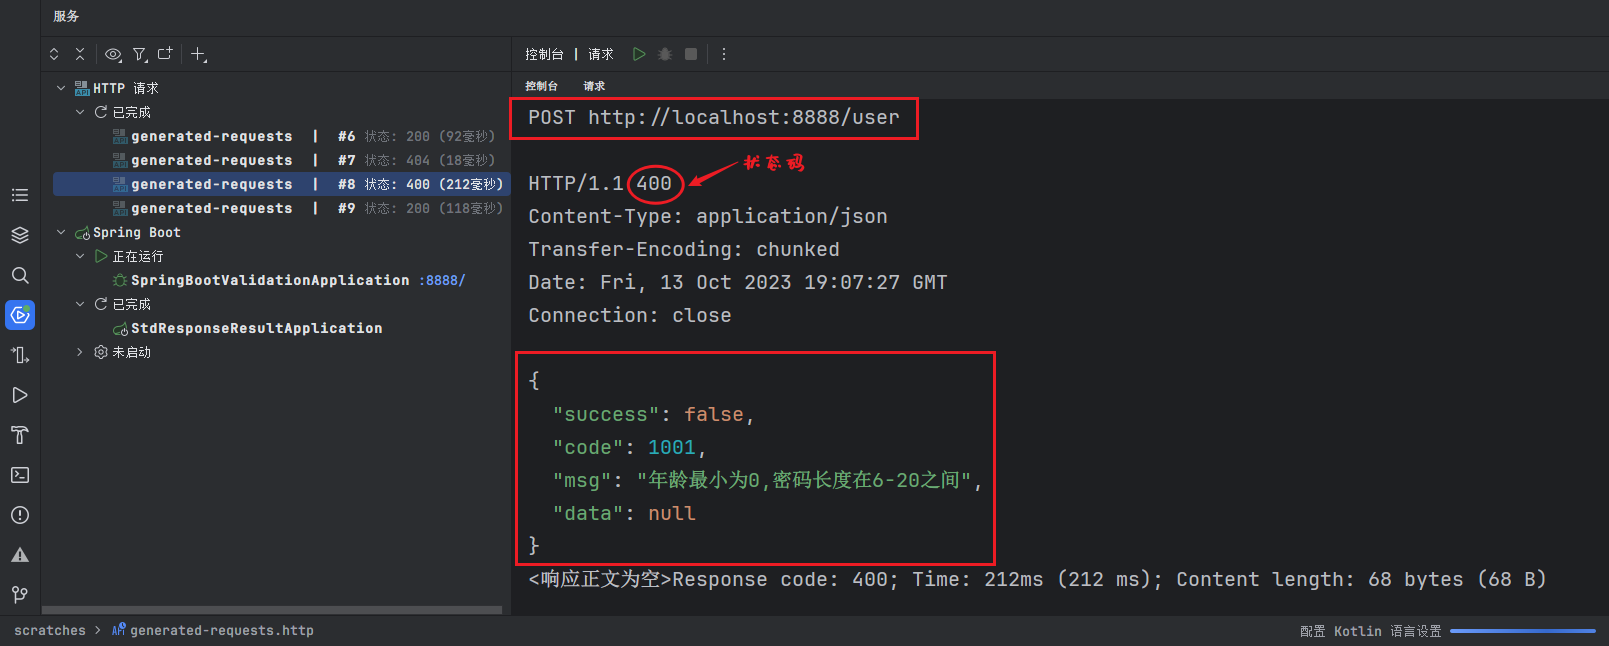 服务
控制台 | 请求
控制台 请求
HTTP 请求
已完成
generated-requests | #6 状态: 200 (92毫秒)
generated-requests | #7 状态: 404 (18毫秒)
generated-requests | #8 状态: 400 (212毫秒)
generated-requests | #9 状态: 200 (118毫秒)
Spring Boot
正在运行
SpringBootValidationApplication :8888/
已完成
StdResponseResultApplication
未启动
POST http://localhost:8888/user
状态码
HTTP/1.1 400
Content-Type: application/json
Transfer-Encoding: chunked
Date: Fri, 13 Oct 2023 19:07:27 GMT
Connection: close
{
"success": false,
"code": 1001,
"msg": "年龄最小为0,密码长度在6-20之间",
"data": null
}
<响应正文为空>Response code: 400; Time: 212ms (212 ms); Content length: 68 bytes (68 B)
scratches > generated-requests.http
配置 Kotlin 语言设置